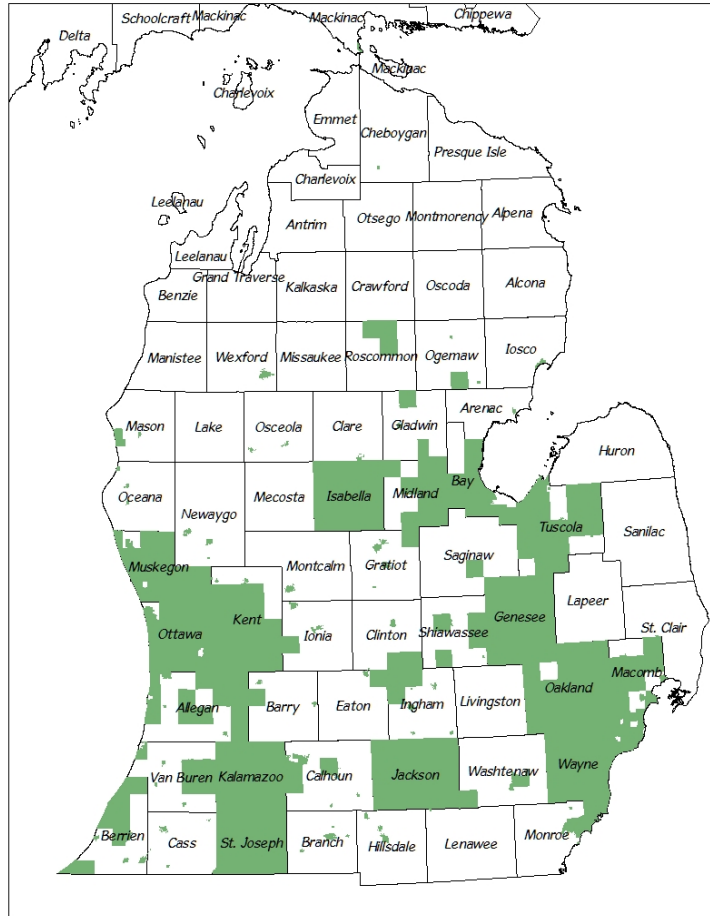 Chippewa
Schoolcraft Mackinac Mackinac
Delta
Mackinac
Charlevoix
Emmet
Cheboygan
Presque Isle
Charlevoix
Leelanau
Antrim Otsego Montmorency Alpena
Leelanau
Grand Traverse
Benzie Kalkaska Crawford Oscoda Alcona
Manistee Wexford Missaukee Roscommon Ogemaw Iosco
Arenac
Mason Lake Osceola Clare Gladwin
Huron
Oceana Mecosta Isabella Midland Bay
Newaygo
Tuscola Sanilac
Saginaw
Muskegon Montcalm Gratiot
Lapeer
Kent Genesee
Ottawa Ionia Clinton Shiawassee St. Clair
Macomb
Oakland
Allegan Barry Eaton Ingham Livingston
Wayne
Van Buren Kalamazoo Calhoun Jackson Washtenaw
Berrien Cass St. Joseph Branch Hillsdale Lenawee Monroe